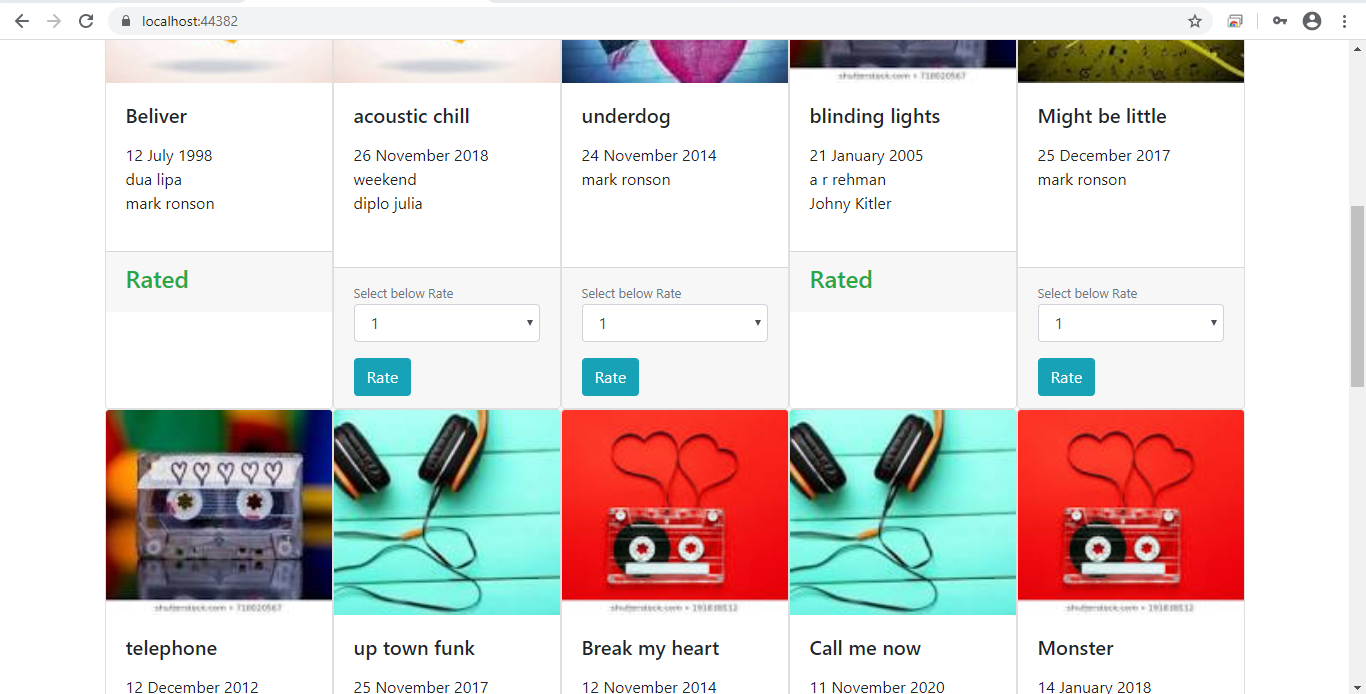 localhost:44382
shutterstock.com • 718020567
Beliver
12 July 1998
dua lipa
mark ronson
Rated
acoustic chill
26 November 2018
weekend
diplo julia
Select below Rate
1
Rate
underdog
24 November 2014
mark ronson
Select below Rate
1
Rate
blinding lights
21 January 2005
a r rehman
Johny Kitler
Rated
Might be little
25 December 2017
mark ronson
Select below Rate
1
Rate
shutterstock.com • 718020567
telephone
12 December 2012
up town funk
25 November 2017
shutterstock.com • 191838512
Break my heart
12 November 2014
Call me now
11 November 2020
shutterstock.com • 191838512
Monster
14 January 2018